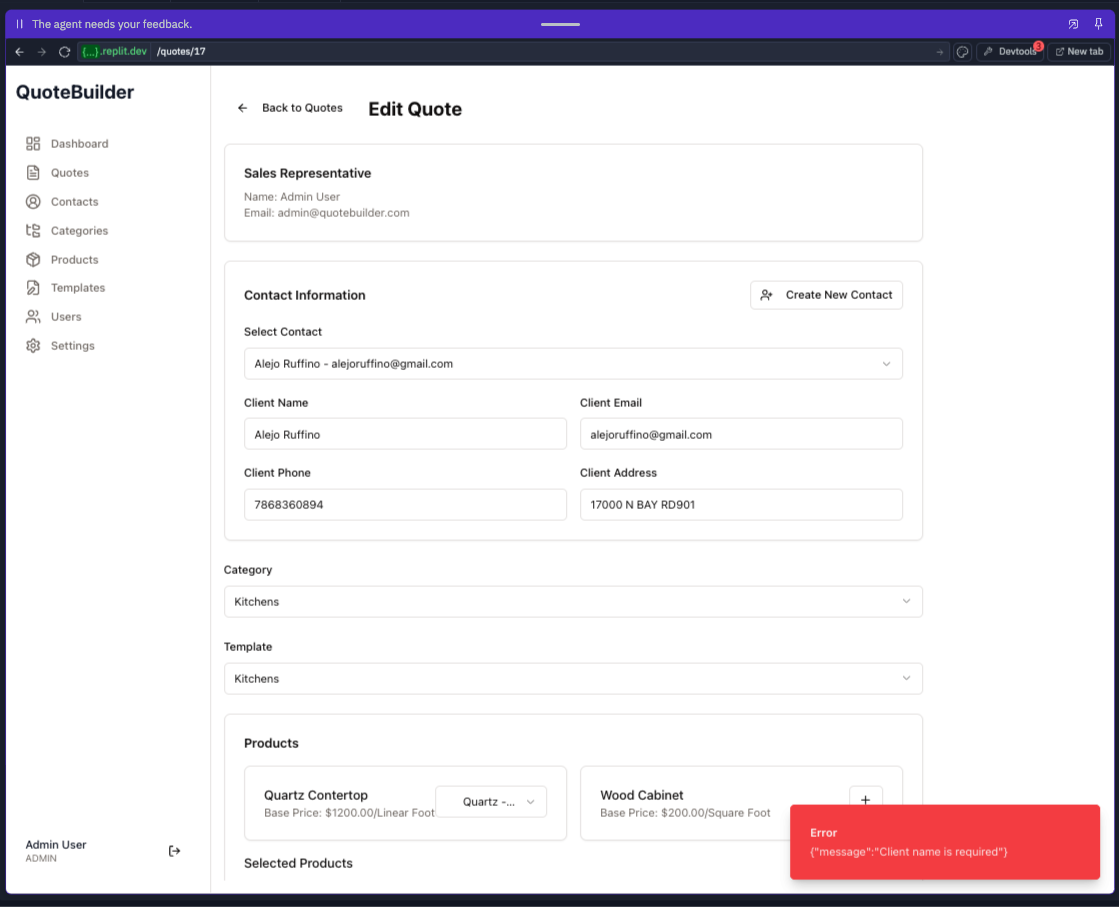 The agent needs your feedback.
{...}.replit.dev /quotes/17
Devtools 3
New tab
QuoteBuilder
Dashboard
Quotes
Contacts
Categories
Products
Templates
Users
Settings
Admin User
ADMIN
Back to Quotes
Edit Quote
Sales Representative
Name: Admin User
Email: admin@quotebuilder.com
Contact Information
Create New Contact
Select Contact
Alejo Ruffino - alejoruffino@gmail.com
Client Name
Client Email
Alejo Ruffino
alejoruffino@gmail.com
Client Phone
Client Address
7868360894
17000 N BAY RD901
Category
Kitchens
Template
Kitchens
Products
Quartz Contertop
Base Price: $1200.00/Linear Foot
Quartz -...
Wood Cabinet
Base Price: $200.00/Square Foot
Selected Products
Error
{"message":"Client name is required"}